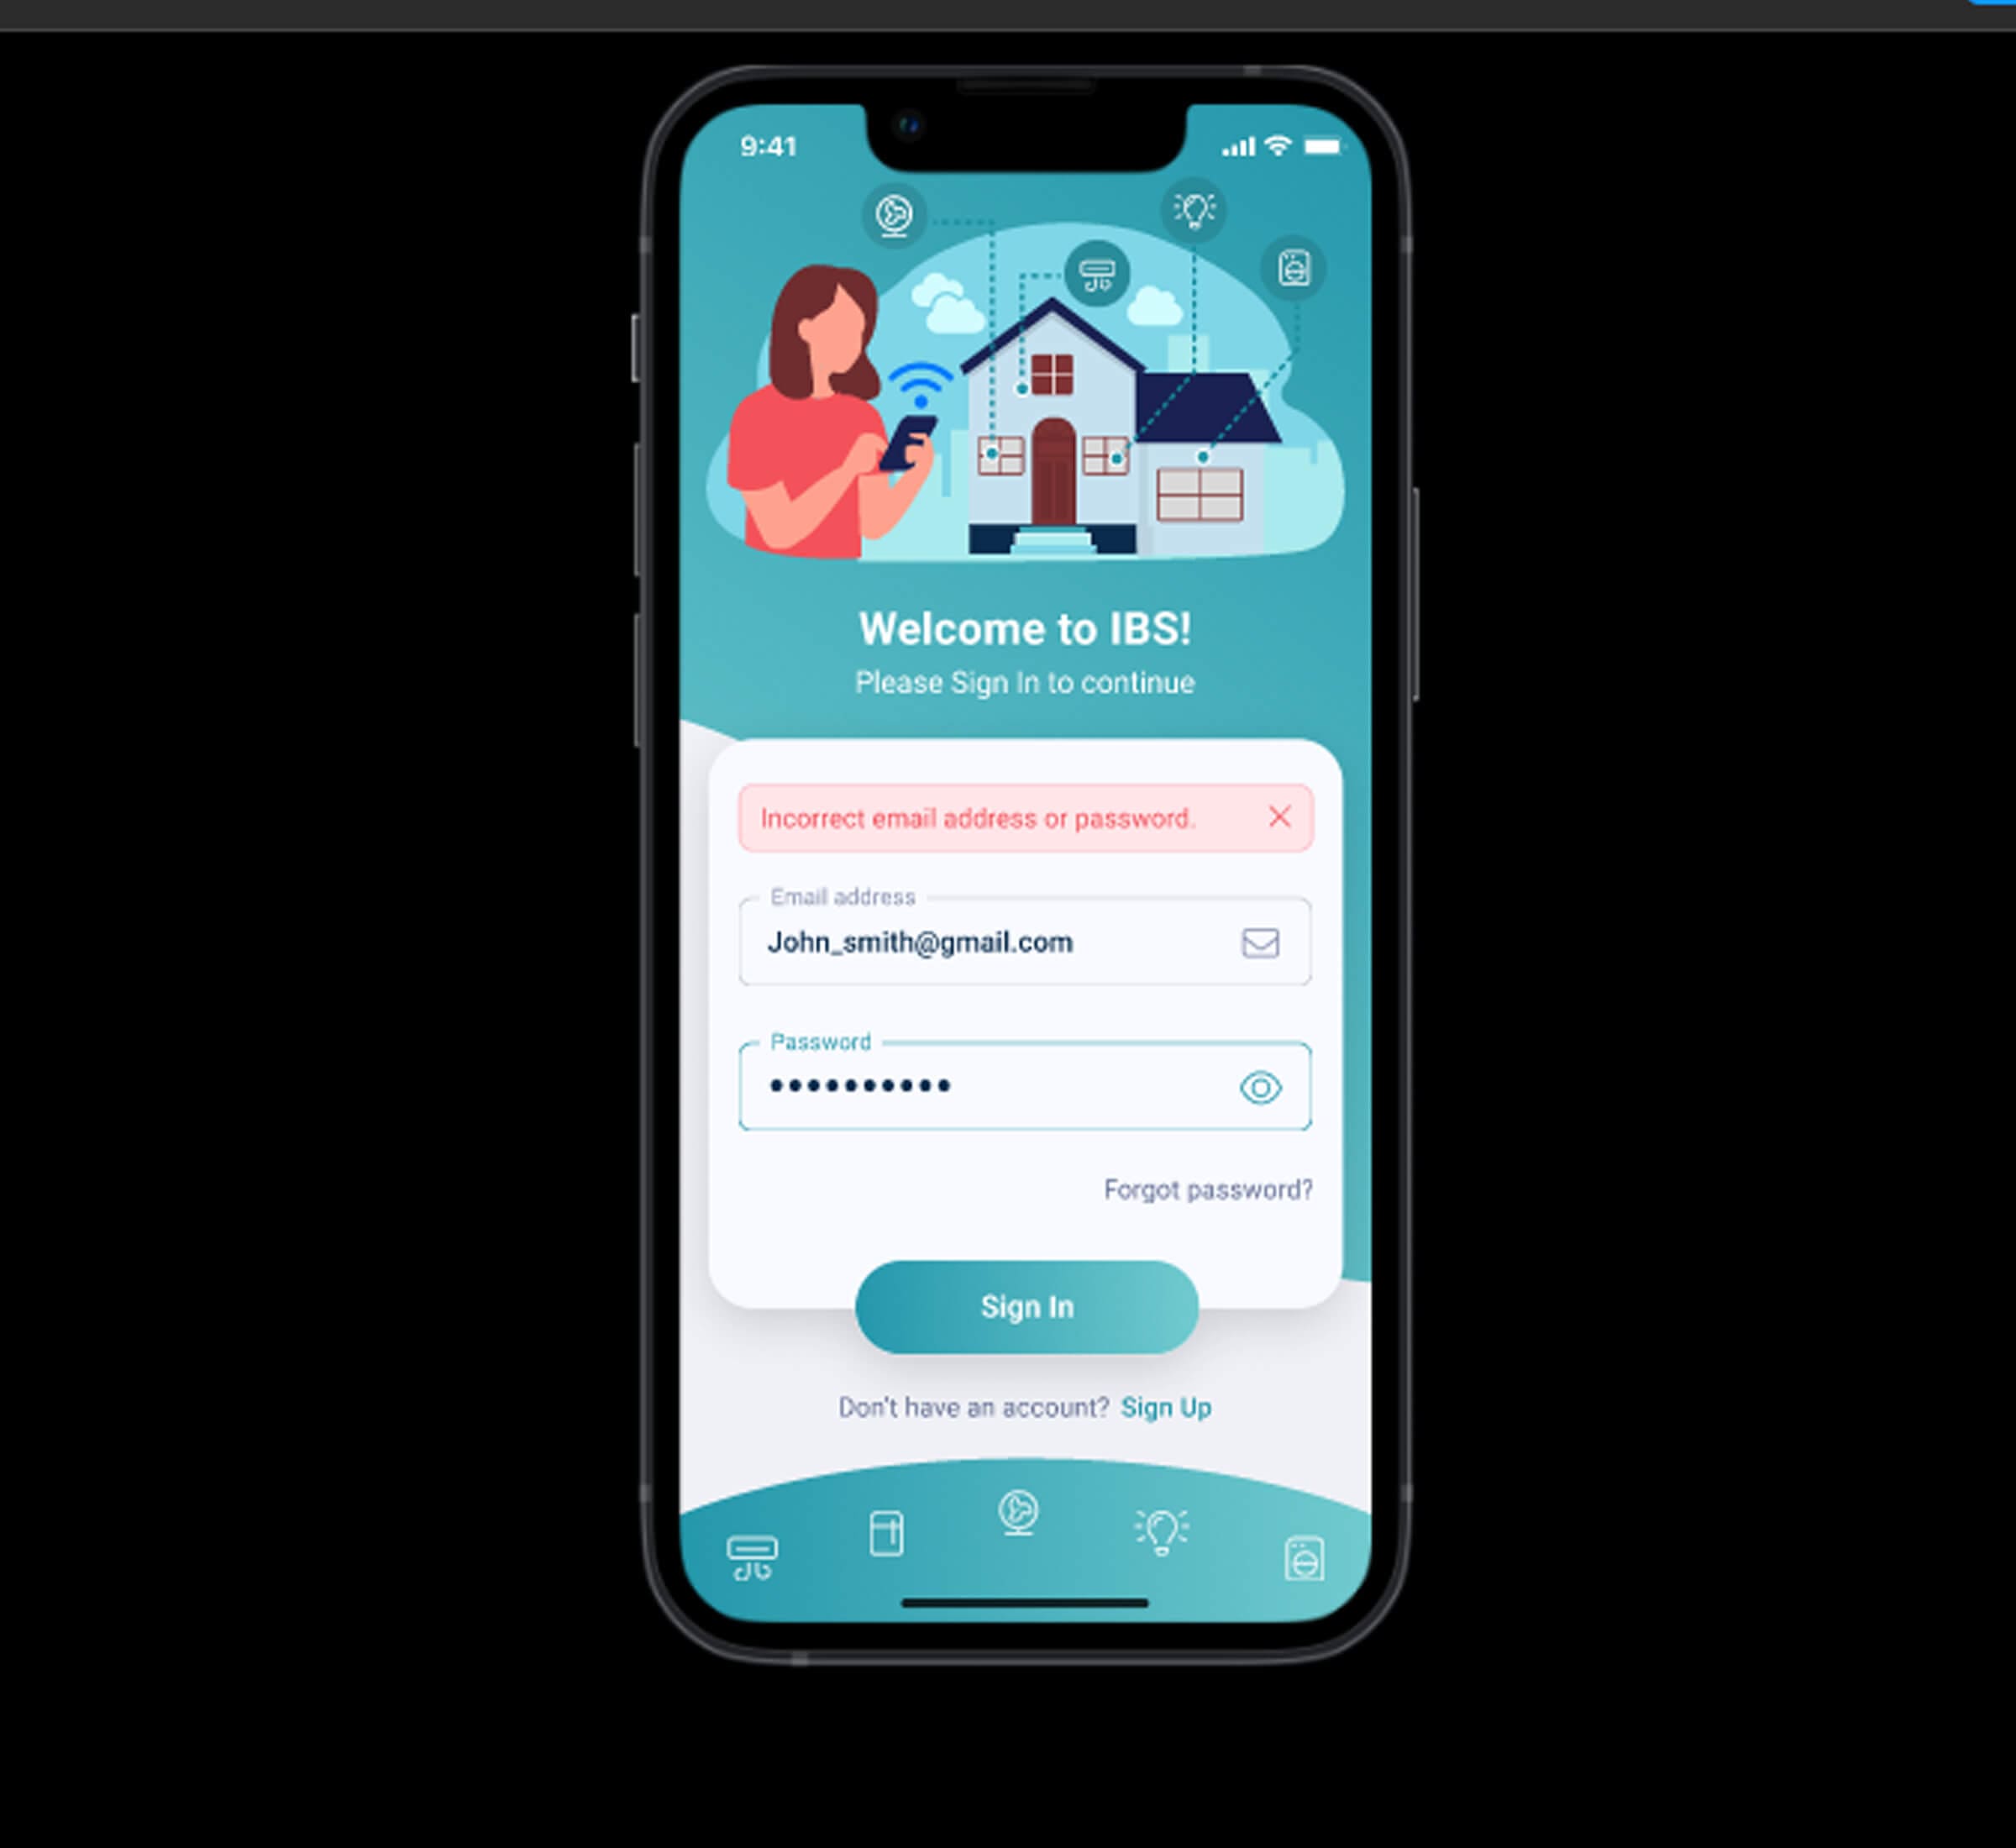 9:41
Welcome to IBS!
Please Sign In to continue
Incorrect email address or password.
Email address
John_smith@gmail.com
Password
Forgot password?
Sign In
Don't have an account? Sign Up